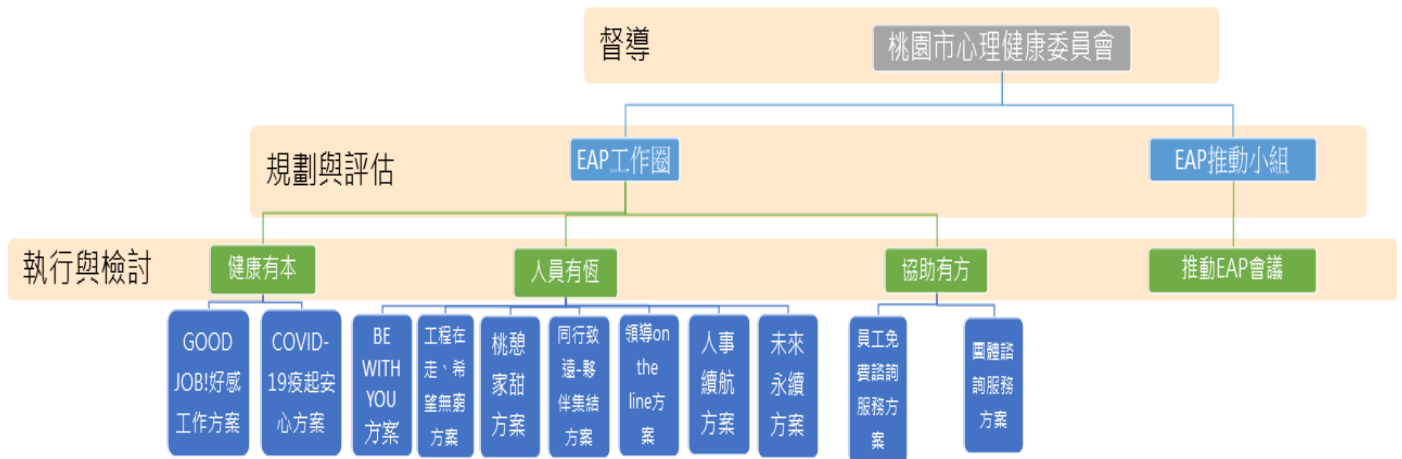 督導
桃園市心理健康委員會
規劃與評估
EAP工作圈
EAP推動小組
執行與檢討
健康有本
人員有恆
協助有方
推動EAP會議
GOOD
JOB!好感
工作方案
COVID-
19疫起安
心方案
BE
WITH
YOU
方案
工程在
走、希
望無窮
方案
桃憩
家甜
方案
同行致
遠-夥
伴集結
方案
領導on
the
line方
案
人事
續航
方案
未來
永續
方案
員工免
費諮詢
服務方
案
團體諮
詢服務
方案